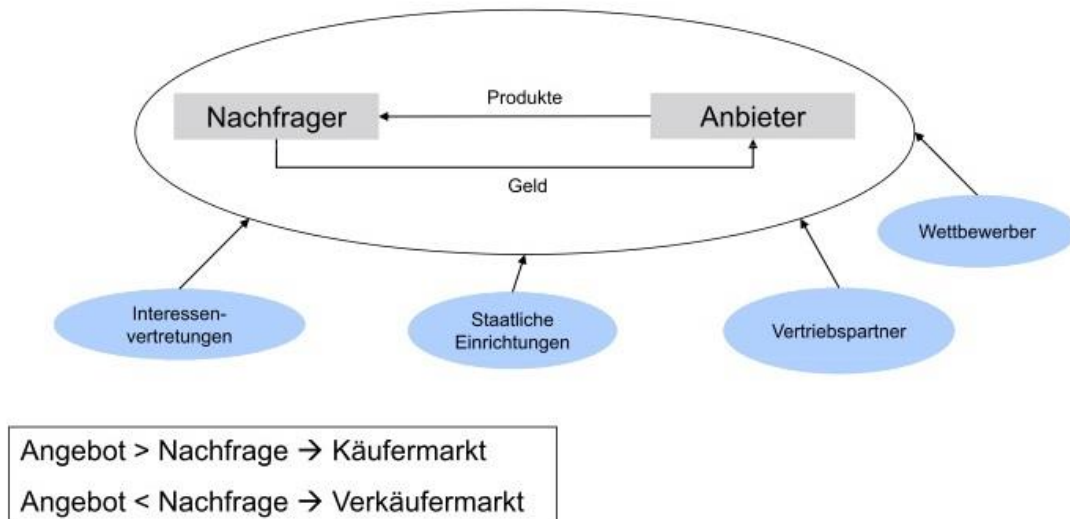 Produkte
Nachfrager
Anbieter
Geld
Wettbewerber
Interessen-
vertretungen
Staatliche
Einrichtungen
Vertriebspartner
Angebot > Nachfrage → Käufermarkt
Angebot < Nachfrage → Verkäufermarkt